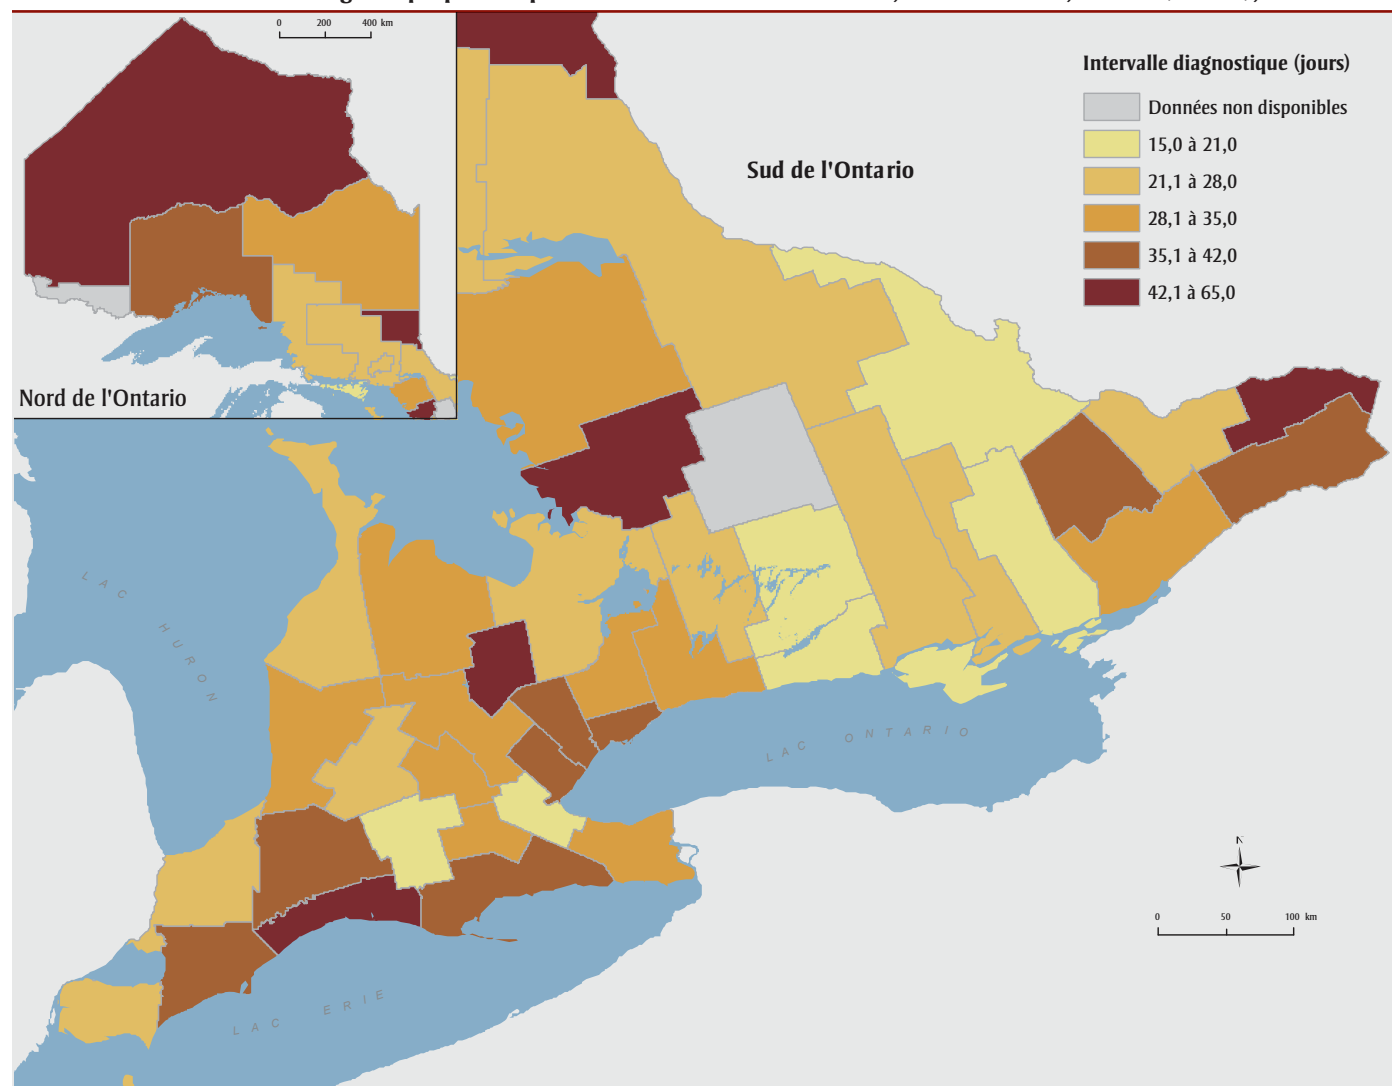 0 200 400 km
Intervalle diagnostique (jours)
Données non disponibles
15,0 à 21,0
21,1 à 28,0
28,1 à 35,0
35,1 à 42,0
42,1 à 65,0
Sud de l'Ontario
Nord de l'Ontario
LAC HURON
LAC ONTARIO
N
0 50 100 km
LAC ERIE